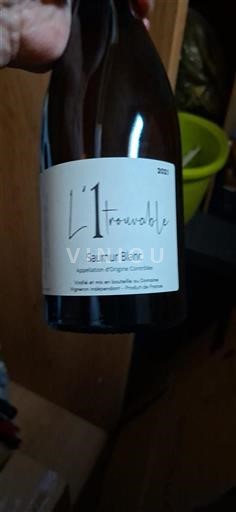 2021
L'1trouvable
VINIOU
Saumur Blanc
Appellation d'Origine Contrôlée
Vinifié et mis en bouteille au Domaine
Vigneron Indépendant - Produit de France